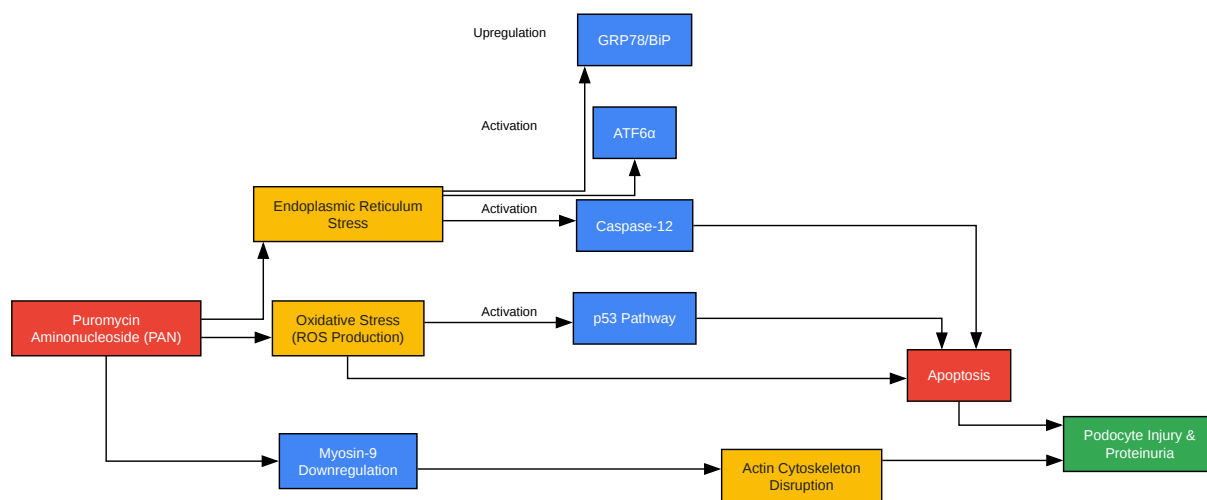 Upregulation
GRP78/BiP
Activation
ATF6α
Endoplasmic Reticulum
Stress
Activation
Caspase-12
Puromycin
Aminonucleoside (PAN)
Oxidative Stress
(ROS Production)
Activation
p53 Pathway
Apoptosis
Myosin-9
Downregulation
Actin Cytoskeleton
Disruption
Podocyte Injury &
Proteinuria